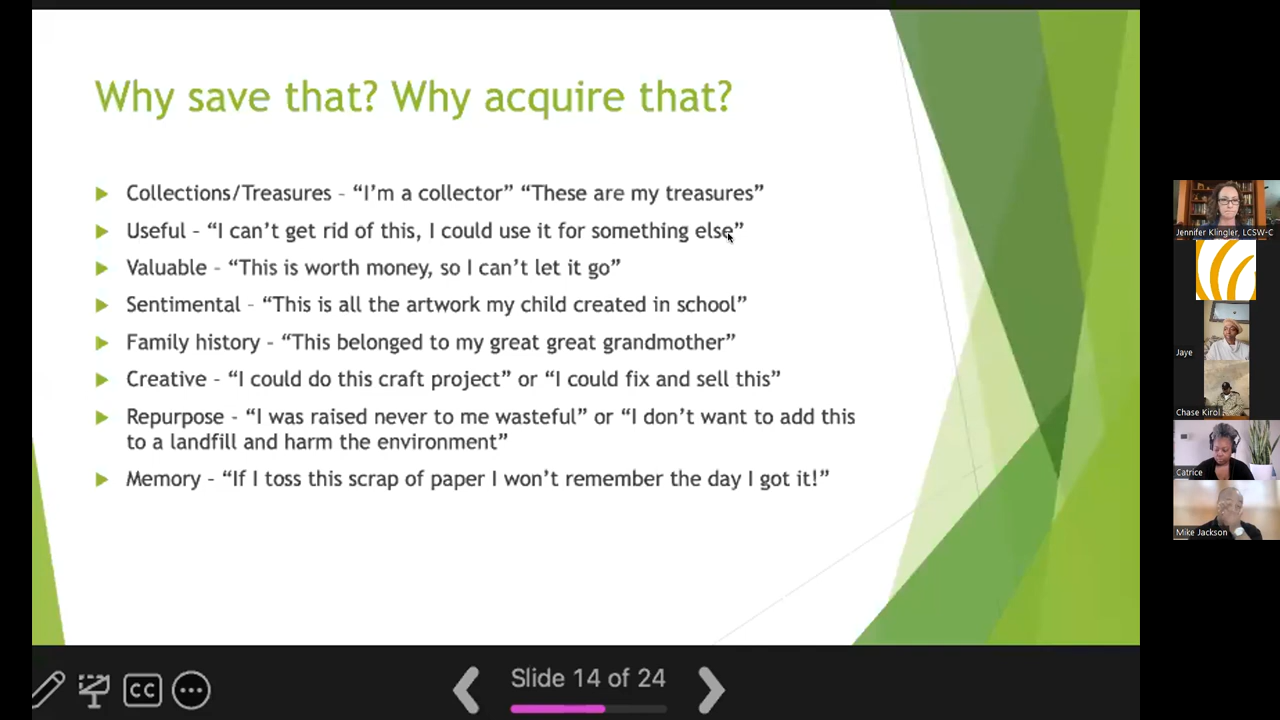 Why save that? Why acquire that?
Collections/Treasures – “I’m a collector” “These are my treasures”
Useful – “I can’t get rid of this, I could use it for something else”
Valuable – “This is worth money, so I can’t let it go”
Sentimental – “This is all the artwork my child created in school”
Family history – “This belonged to my great great grandmother”
Creative – “I could do this craft project” or “I could fix and sell this”
Repurpose - “I was raised never to me wasteful” or “I don’t want to add this
to a landfill and harm the environment”
Memory – “If I toss this scrap of paper I won’t remember the day I got it!”
Jennifer Klingler, LCSW-C
Jaye
Chase Kirol
Catrice
Mike Jackson
CC
Slide 14 of 24